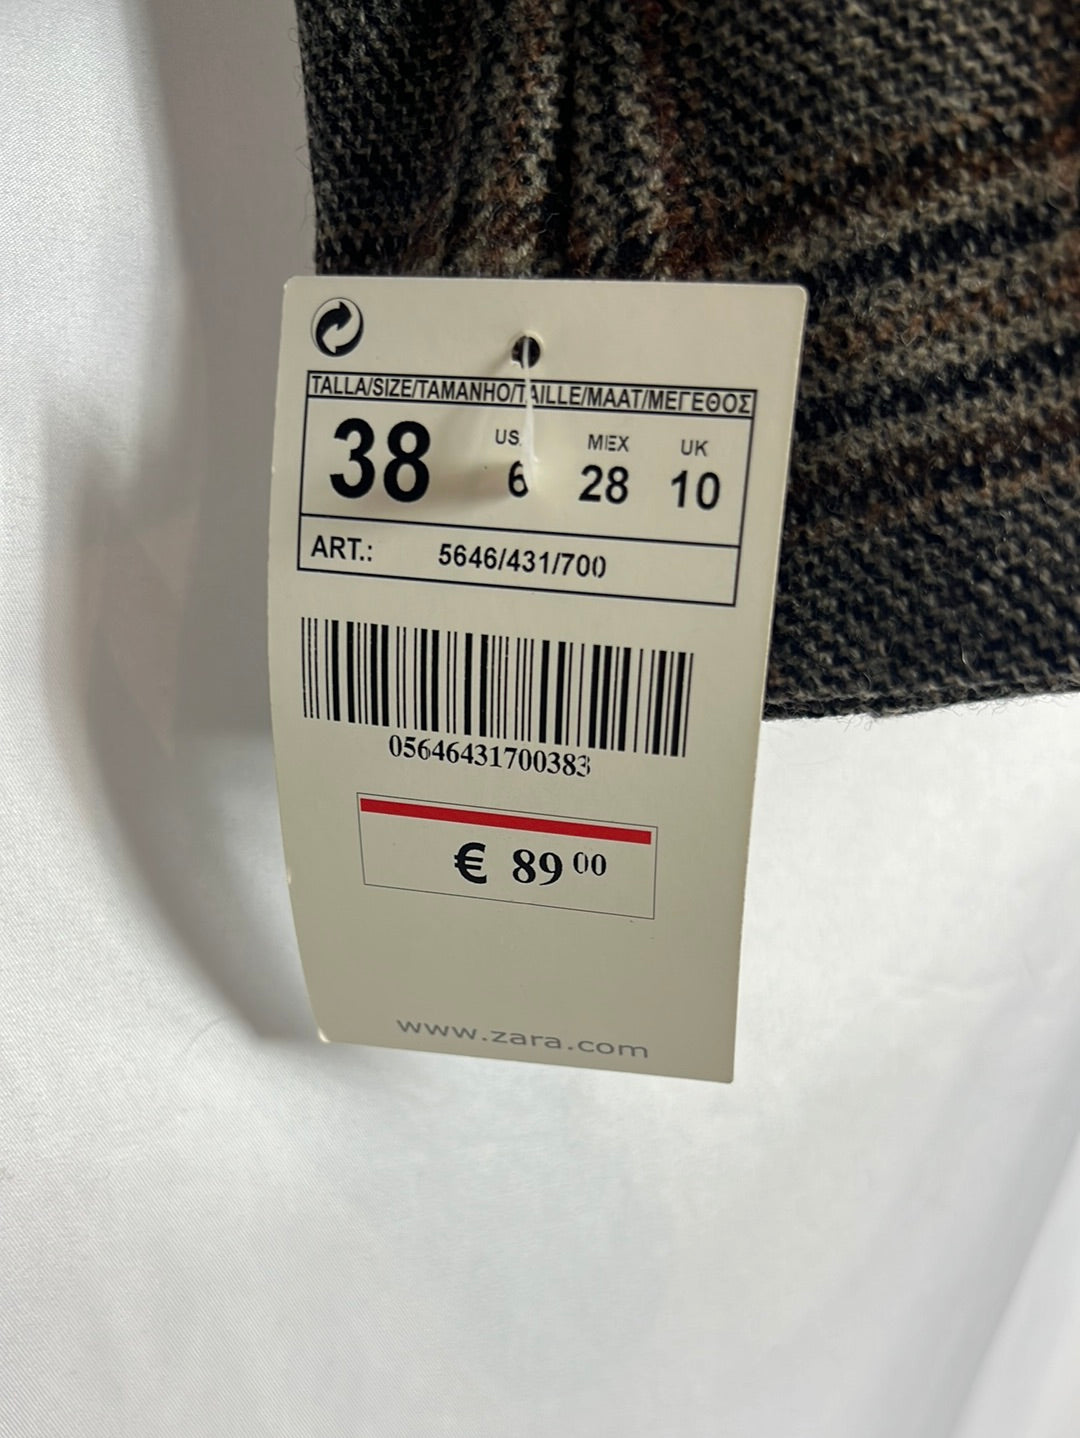 TALLA/SIZE/TAMANHO/TAILLE/MAAT/ΜΕΓΕΘΟΣ
US MEX UK
38 6 28 10
ART.: 5646/431/700
05646431700383
€ 89 00
www.zara.com